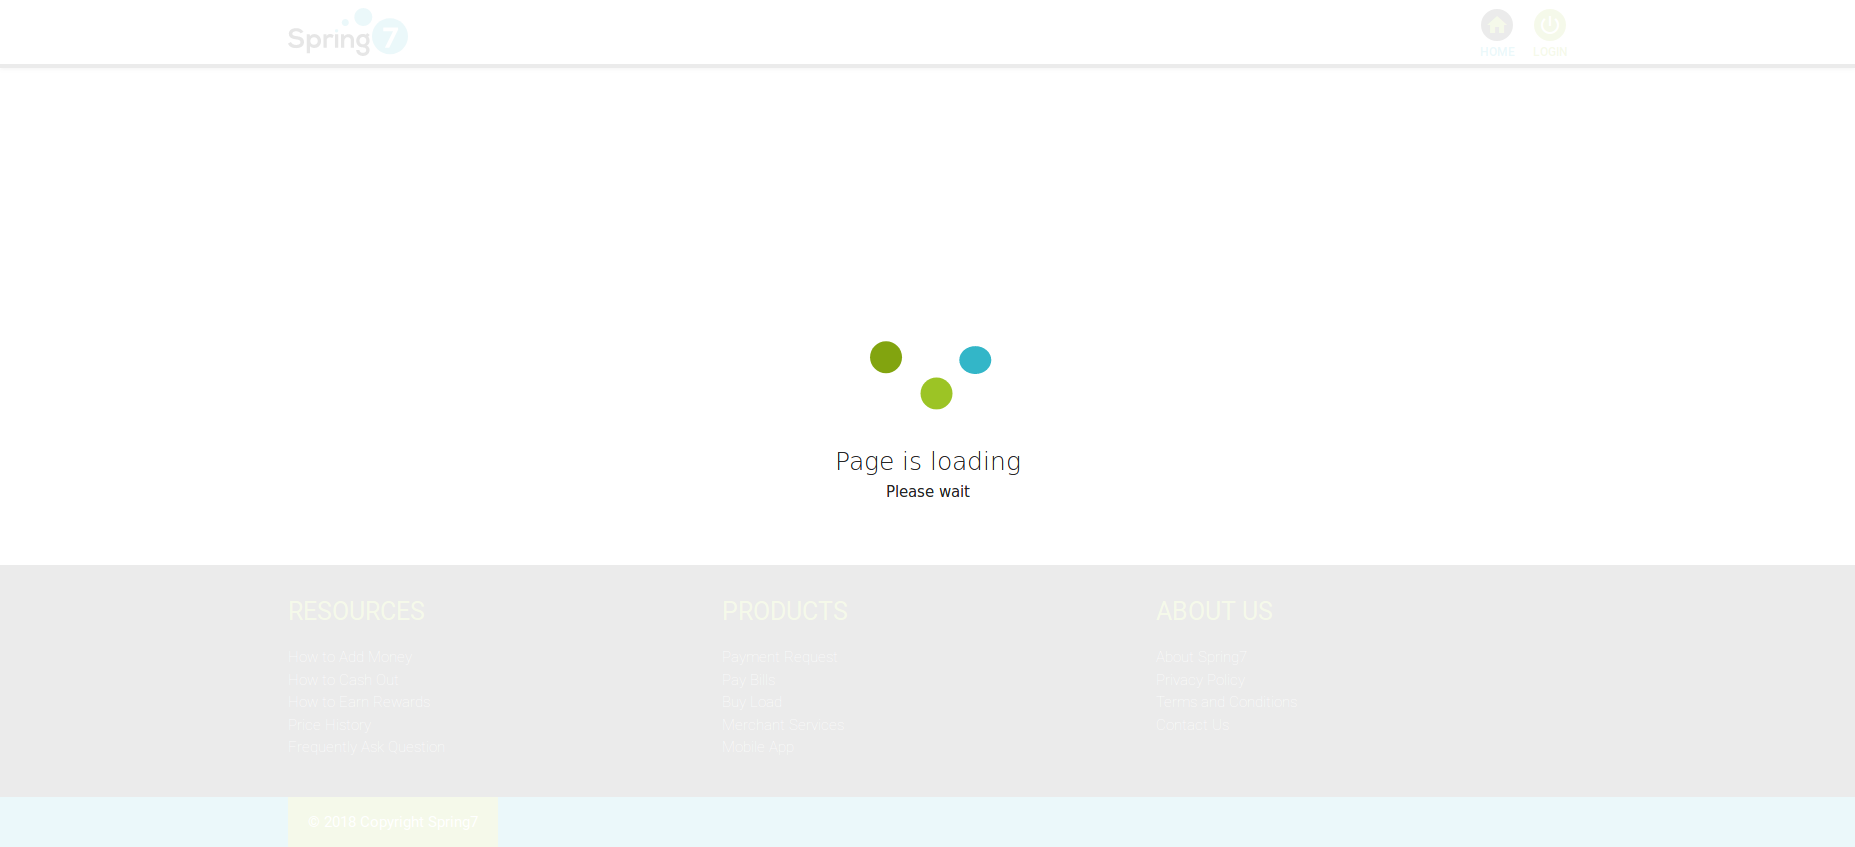 Spring7
HOME
LOGIN
Page is loading
Please wait
RESOURCES
How to Add Money
How to Cash Out
How to Earn Rewards
Price History
Frequently Ask Question
PRODUCTS
Payment Request
Pay Bills
Buy Load
Merchant Services
Mobile App
ABOUT US
About Spring7
Privacy Policy
Terms and Conditions
Contact Us
© 2018 Copyright Spring7